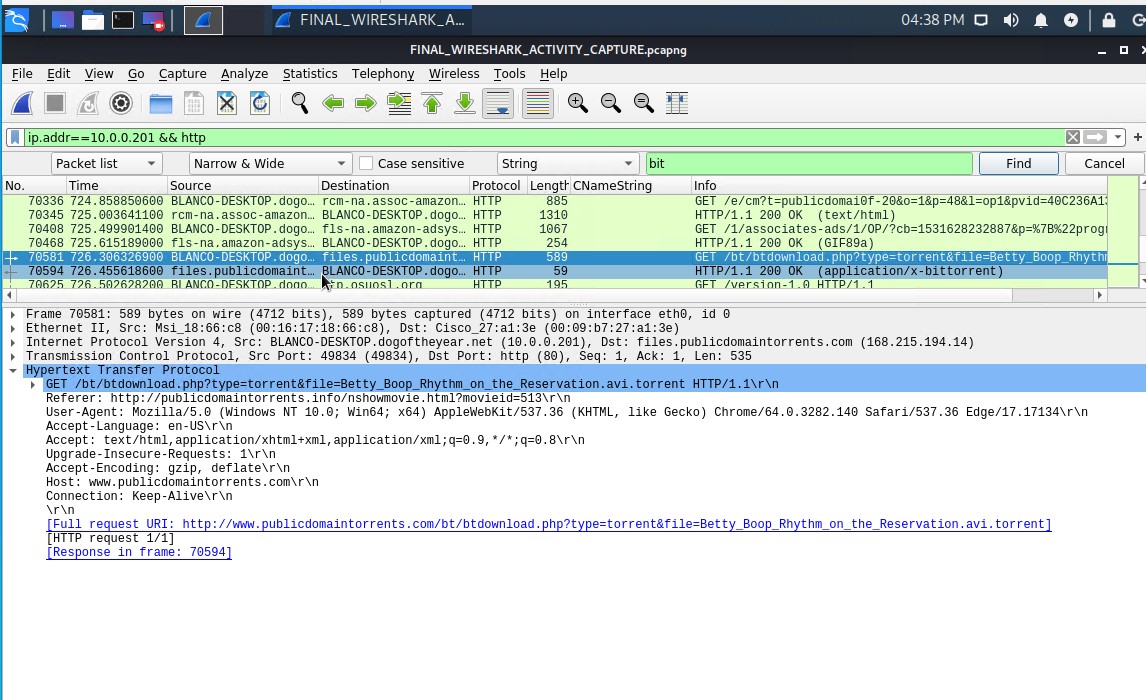 FINAL_WIRESHARK_A... 04:38 PM
FINAL_WIRESHARK_ACTIVITY_CAPTURE.pcapng
File Edit View Go Capture Analyze Statistics Telephony Wireless Tools Help
ip.addr==10.0.0.201 && http
Packet list Narrow & Wide Case sensitive String bit Find Cancel
No. Time Source Destination Protocol Length CNameString Info
70336 724.858850600 BLANCO-DESKTOP.dogo... rcm-na.assoc-amazon... HTTP 885 GET /e/cm?t=publicdomai0f-20&o=1&p=48&l=op1&pvid=40C236A1
70345 725.003641100 rcm-na.assoc-amazon... BLANCO-DESKTOP.dogo... HTTP 1310 HTTP/1.1 200 OK (text/html)
70408 725.499901400 BLANCO-DESKTOP.dogo... fls-na.amazon-adsys... HTTP 1067 GET /1/associates-ads/1/OP/?cb=1531628232887&p=%7B%22progr
70468 725.615189000 fls-na.amazon-adsys... BLANCO-DESKTOP.dogo... HTTP 254 HTTP/1.1 200 OK (GIF89a)
70581 726.306326900 BLANCO-DESKTOP.dogo... files.publicdomaint... HTTP 589 GET /bt/btdownload.php?type=torrent&file=Betty_Boop_Rhythm
70594 726.455618600 files.publicdomaint... BLANCO-DESKTOP.dogo... HTTP 59 HTTP/1.1 200 OK (application/x-bittorrent)
70625 726.502628200 BLANCO-DESKTOP.dogo... HTTP 195 GET /version-1.0 HTTP/1.1
Frame 70581: 589 bytes on wire (4712 bits), 589 bytes captured (4712 bits) on interface eth0, id 0
Ethernet II, Src: Msi_18:66:c8 (00:16:17:18:66:c8), Dst: Cisco_27:a1:3e (00:09:b7:27:a1:3e)
Internet Protocol Version 4, Src: BLANCO-DESKTOP.dogoftheyear.net (10.0.0.201), Dst: files.publicdomaintorrents.com (168.215.194.14)
Transmission Control Protocol, Src Port: 49834 (49834), Dst Port: http (80), Seq: 1, Ack: 1, Len: 535
Hypertext Transfer Protocol
GET /bt/btdownload.php?type=torrent&file=Betty_Boop_Rhythm_on_the_Reservation.avi.torrent HTTP/1.1\r\n
Referer: http://publicdomaintorrents.info/nshowmovie.html?movieid=513\r\n
User-Agent: Mozilla/5.0 (Windows NT 10.0; Win64; x64) AppleWebKit/537.36 (KHTML, like Gecko) Chrome/64.0.3282.140 Safari/537.36 Edge/17.17134\r\n
Accept-Language: en-US\r\n
Accept: text/html,application/xhtml+xml,application/xml;q=0.9,*/*;q=0.8\r\n
Upgrade-Insecure-Requests: 1\r\n
Accept-Encoding: gzip, deflate\r\n
Host: www.publicdomaintorrents.com\r\n
Connection: Keep-Alive\r\n
\r\n
[Full request URI: http://www.publicdomaintorrents.com/bt/btdownload.php?type=torrent&file=Betty_Boop_Rhythm_on_the_Reservation.avi.torrent]
[HTTP request 1/1]
[Response in frame: 70594]